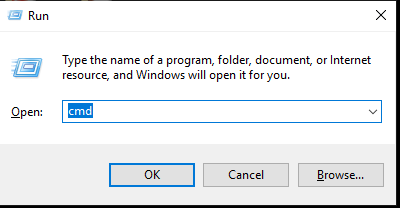 Run
Type the name of a program, folder, document, or Internet
resource, and Windows will open it for you.
Open: cmd
OK Cancel Browse...